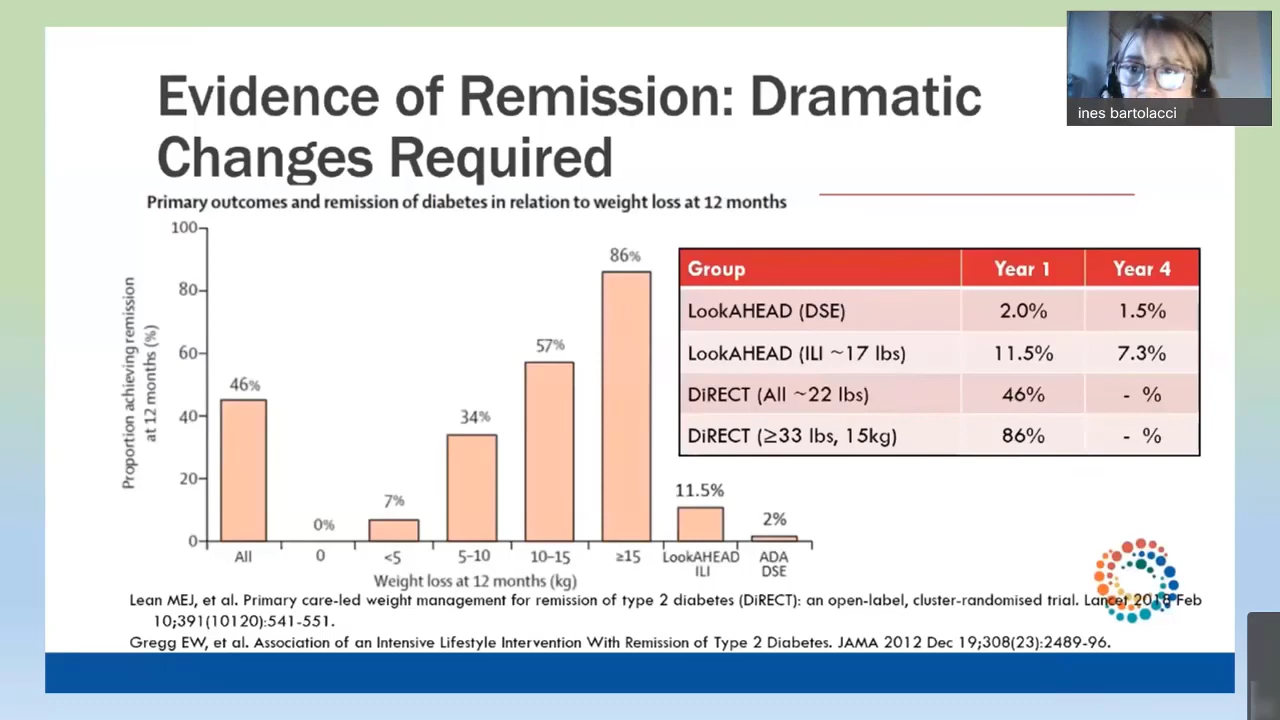 Evidence of Remission: Dramatic
Changes Required
ines bartolacci
Primary outcomes and remission of diabetes in relation to weight loss at 12 months
Proportion achieving remission
at 12 months (%)
100
80
60
40
20
0
46%
0%
7%
34%
57%
86%
11.5%
2%
All
0
<5
5–10
10–15
≥15
LookAHEAD
ILI
ADA
DSE
Weight loss at 12 months (kg)
Group Year 1 Year 4
LookAHEAD (DSE) 2.0% 1.5%
LookAHEAD (ILI ~17 lbs) 11.5% 7.3%
DiRECT (All ~22 lbs) 46% - %
DiRECT (≥33 lbs, 15kg) 86% - %
Lean MEJ, et al. Primary care-led weight management for remission of type 2 diabetes (DiRECT): an open-label, cluster-randomised trial. Lancet 2018 Feb
10;391(10120):541-551.
Gregg EW, et al. Association of an Intensive Lifestyle Intervention With Remission of Type 2 Diabetes. JAMA 2012 Dec 19;308(23):2489-96.